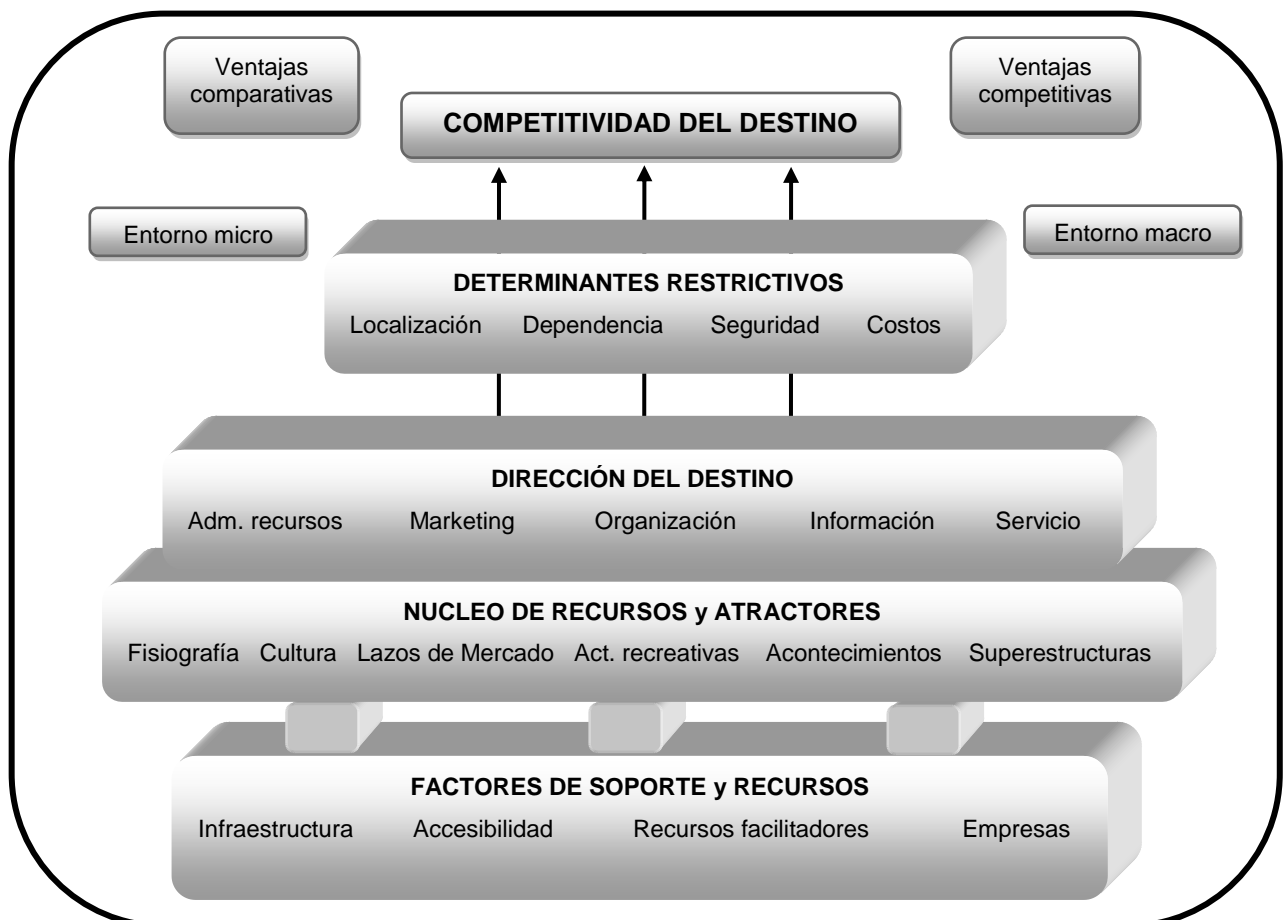 Ventajas
comparativas
Ventajas
competitivas
COMPETITIVIDAD DEL DESTINO
Entorno micro
Entorno macro
DETERMINANTES RESTRICTIVOS
Localización Dependencia Seguridad Costos
DIRECCIÓN DEL DESTINO
Adm. recursos Marketing Organización Información Servicio
NUCLEO DE RECURSOS y ATRACTORES
Fisiografía Cultura Lazos de Mercado Act. recreativas Acontecimientos Superestructuras
FACTORES DE SOPORTE y RECURSOS
Infraestructura Accesibilidad Recursos facilitadores Empresas